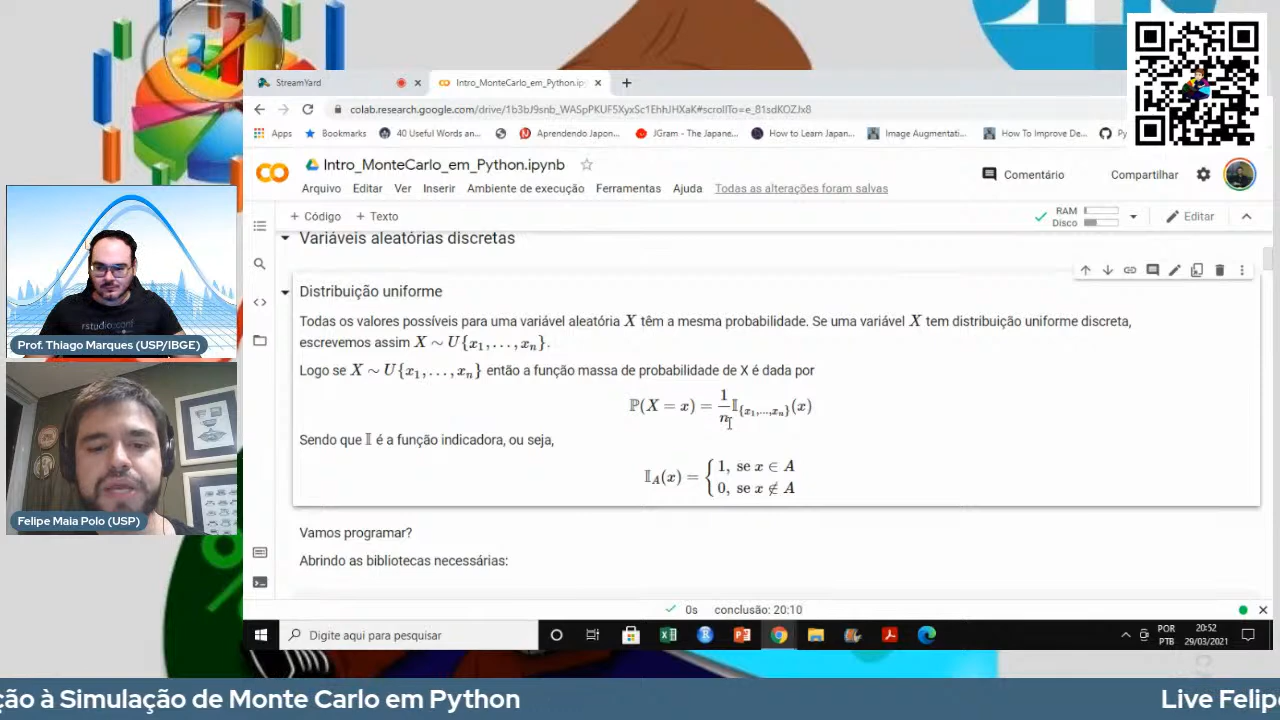 StreamYard
Intro_MonteCarlo_em_Python.ip
colab.research.google.com/drive/1b3bJ9srib_WASpPKUF5XyxSc1EhhJHXaK#scrollTo=e_81sdKOZJx8
Apps
Bookmarks
40 Useful Words an...
Aprendendo Japon...
JGram - The Japane...
How to Learn Japan...
Image Augmentati...
How To Improve De...
Intro_MonteCarlo_em_Python.ipynb
Comentário
Compartilhar
Arquivo Editar Ver Inserir Ambiente de execução Ferramentas Ajuda Todas as alterações foram salvas
+ Código + Texto
RAM
Disco
Editar
Variáveis aleatórias discretas
Distribuição uniforme
Todas os valores possíveis para uma variável aleatória X têm a mesma probabilidade. Se uma variável X tem distribuição uniforme discreta,
escrevemos assim X ∼ U{x₁, . . . , xₙ}.
Logo se X ∼ U{x₁, . . . , xₙ} então a função massa de probabilidade de X é dada por
ℙ(X = x) = 1/n 𝕀{x₁,...,xₙ}(x)
Sendo que 𝕀 é a função indicadora, ou seja,
𝕀A(x) = { 1, se x ∈ A
0, se x ∉ A
Vamos programar?
Abrindo as bibliotecas necessárias:
0s conclusão: 20:10
rstudio::conf
Prof. Thiago Marques (USP/IBGE)
Felipe Maia Polo (USP)
Digite aqui para pesquisar
POR
PTB
20:52
29/03/2021
ção à Simulação de Monte Carlo em Python
Live Felip